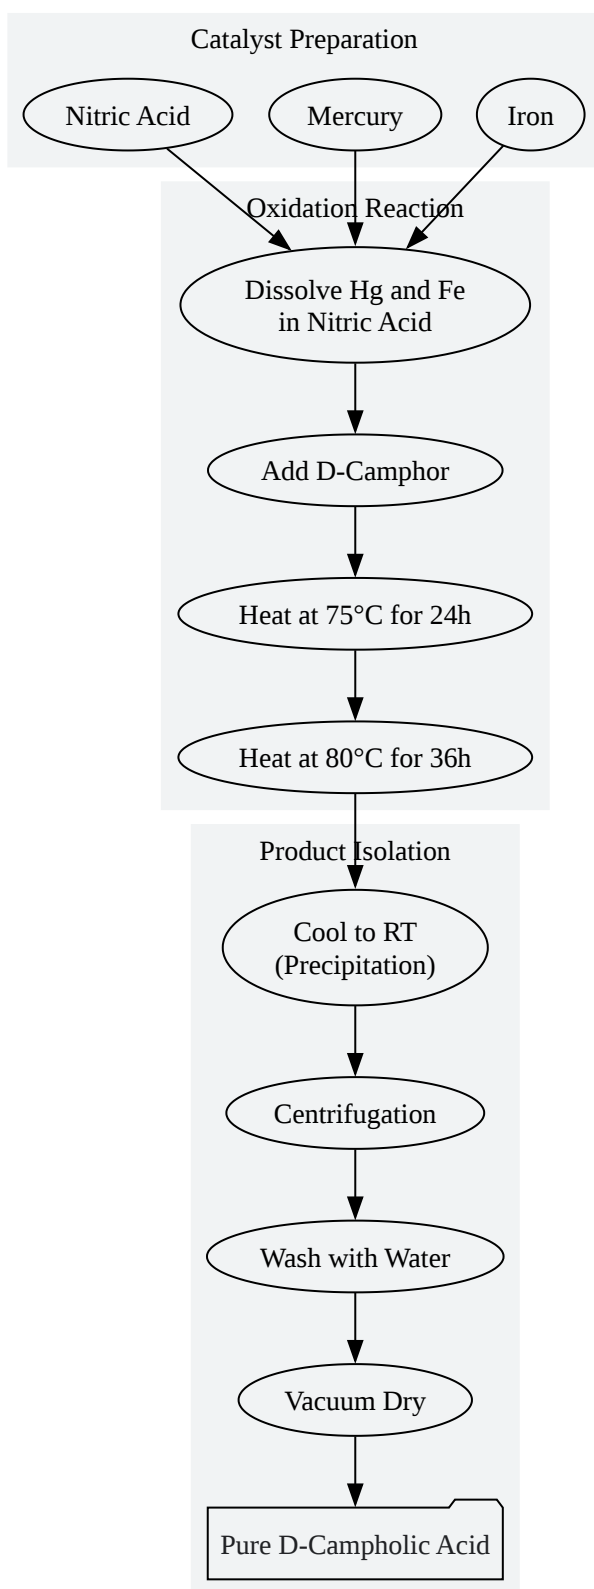 Catalyst Preparation
Nitric Acid
Mercury
Iron
Oxidation Reaction
Dissolve Hg and Fe
in Nitric Acid
Add D-Camphor
Heat at 75°C for 24h
Heat at 80°C for 36h
Product Isolation
Cool to RT
(Precipitation)
Centrifugation
Wash with Water
Vacuum Dry
Pure D-Campholic Acid